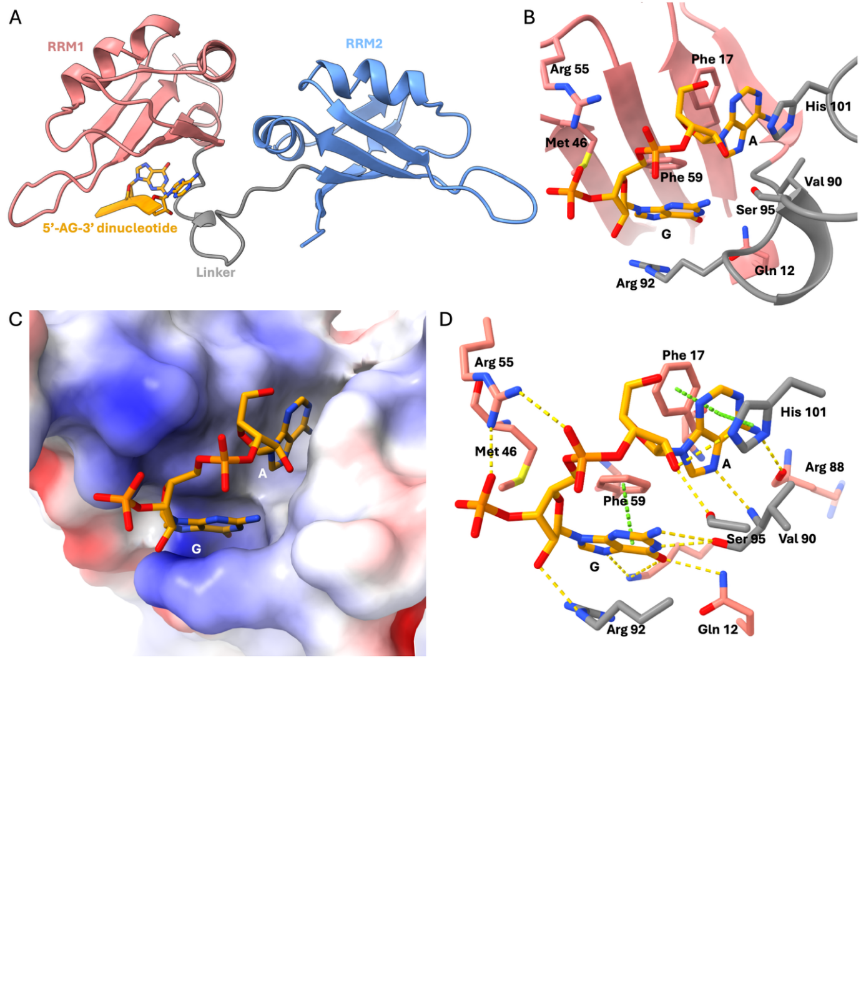 A
RRM1
RRM2
5’-AG-3’ dinucleotide
Linker
B
Arg 55
Phe 17
His 101
Met 46
A
Phe 59
Val 90
Ser 95
G
Gln 12
Arg 92
C
A
G
D
Phe 17
Arg 55
His 101
Met 46
A
Arg 88
Phe 59
Ser 95
Val 90
G
Arg 92
Gln 12